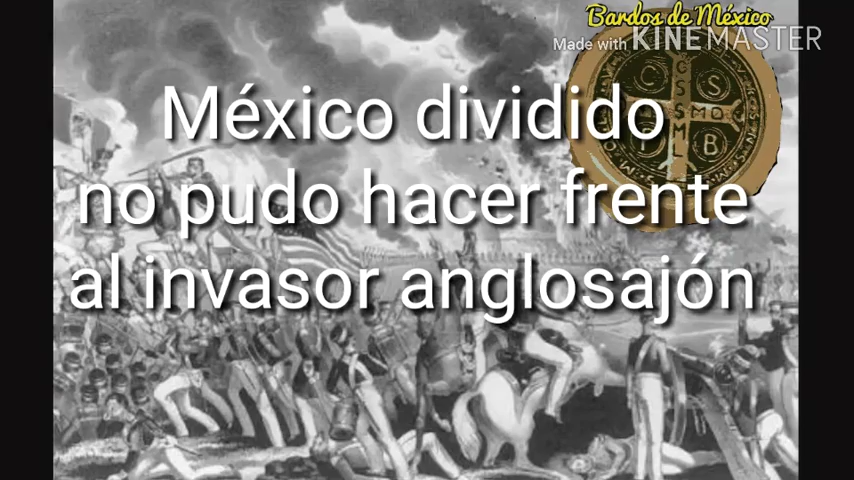 Bardos de México
Made with KINEMASTER
México dividido
no pudo hacer frente
al invasor anglosajón
C S
S M D
P B
C
S
S
M
L